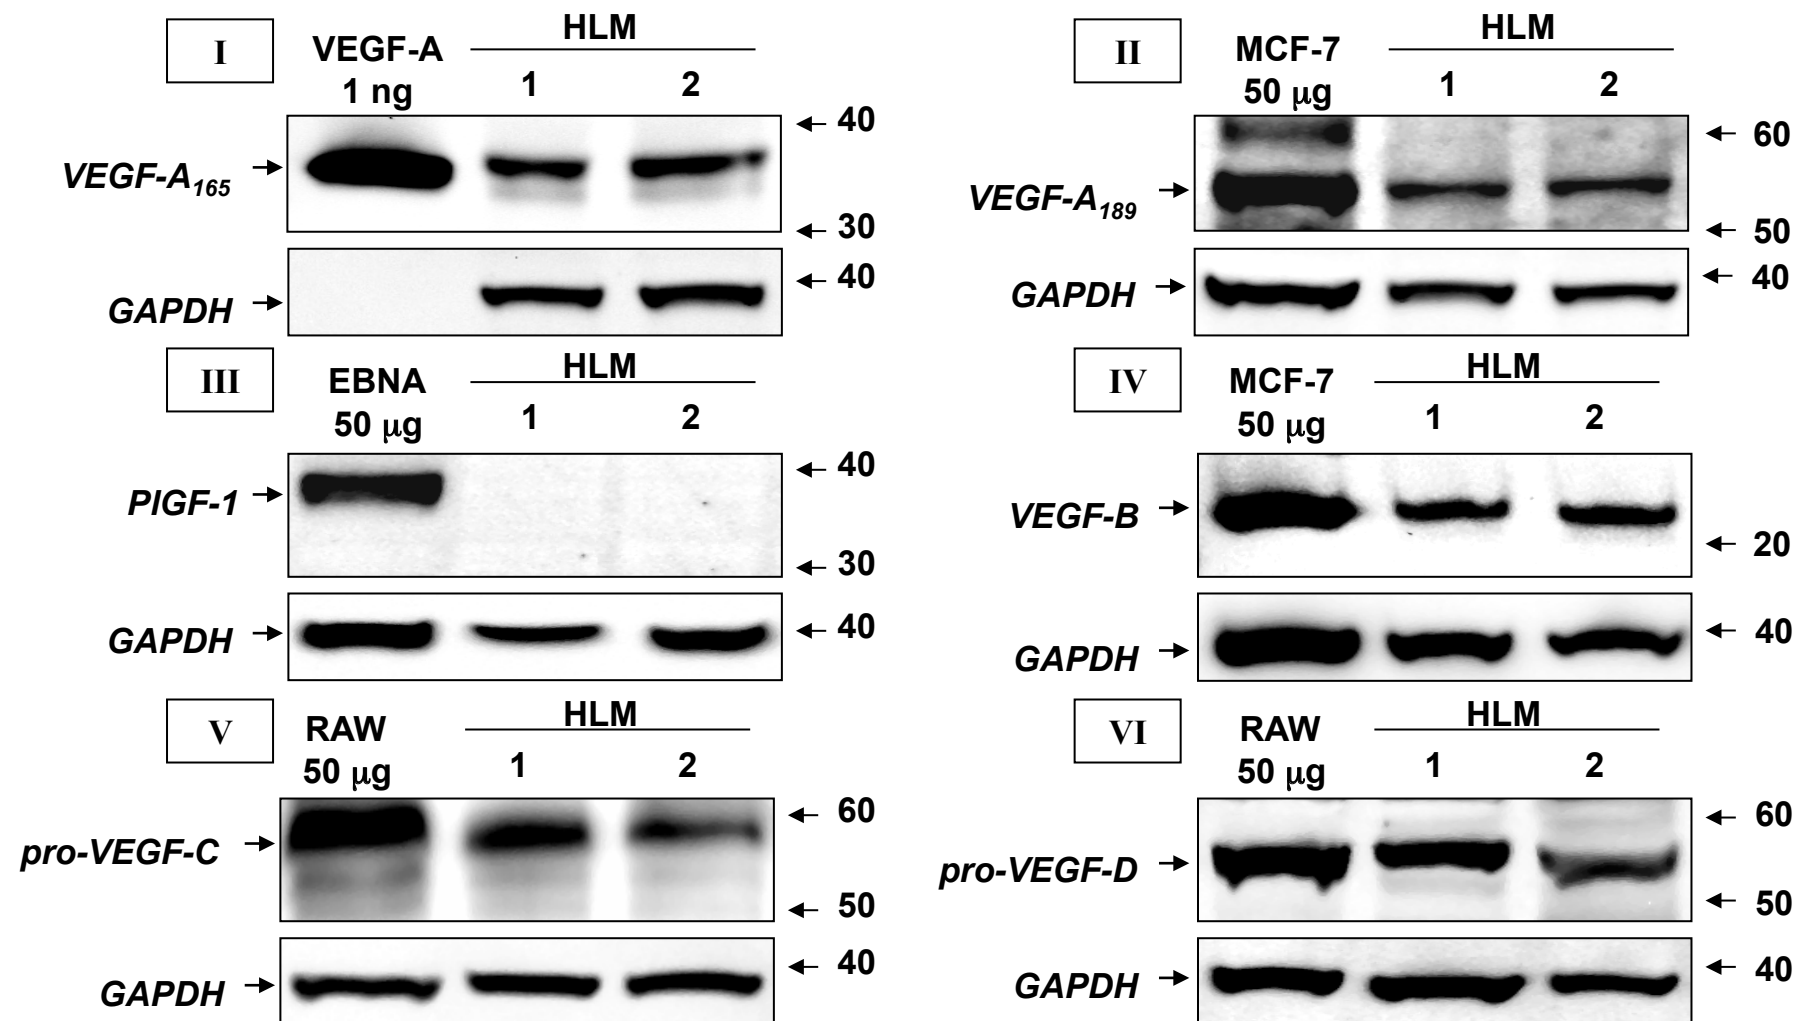 I
VEGF-A
1 ng
HLM
1 2
VEGF-A165
40
30
GAPDH
40
II
MCF-7
50 µg
HLM
1 2
VEGF-A189
60
50
GAPDH
40
III
EBNA
50 µg
HLM
1 2
PlGF-1
40
30
GAPDH
40
IV
MCF-7
50 µg
HLM
1 2
VEGF-B
20
GAPDH
40
V
RAW
50 µg
HLM
1 2
pro-VEGF-C
60
50
GAPDH
40
VI
RAW
50 µg
HLM
1 2
pro-VEGF-D
60
50
GAPDH
40